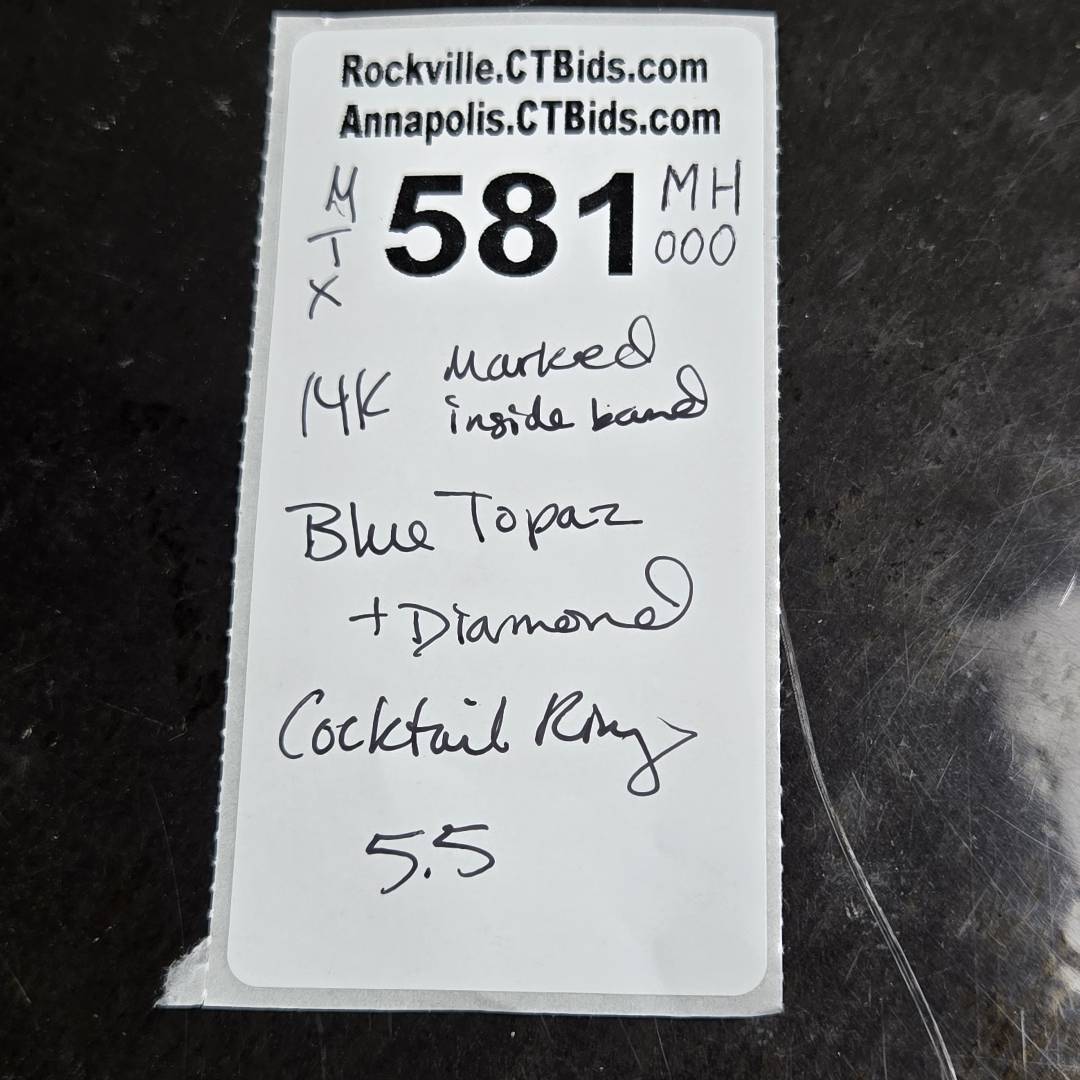 Rockville.CTBids.com
Annapolis.CTBids.com
MTX
581
MH
000
14K
Marked
inside band
Blue Topaz
+ Diamond
Cocktail Ring
5.5